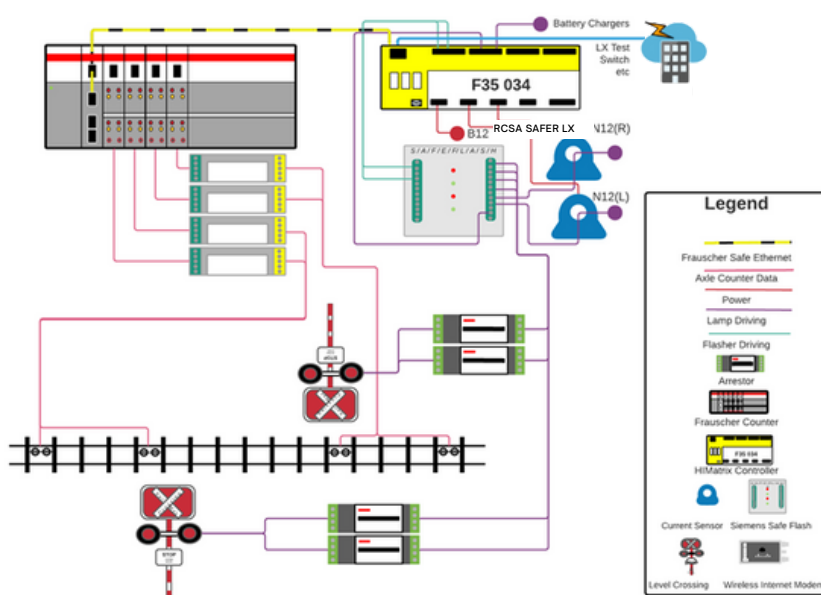 Battery Chargers
LX Test
Switch
etc
F35 034
B12
RCSA SAFER LX
N12(R)
S/A/F/E/R/L/A/S/H
N12(L)
STOP
STOP
Legend
Frauscher Safe Ethernet
Axle Counter Data
Power
Lamp Driving
Flasher Driving
Arrestor
Frauscher Counter
F35 034
HIMatrix Controller
Current Sensor
Siemens Safe Flash
Level Crossing
Wireless Internet Modem